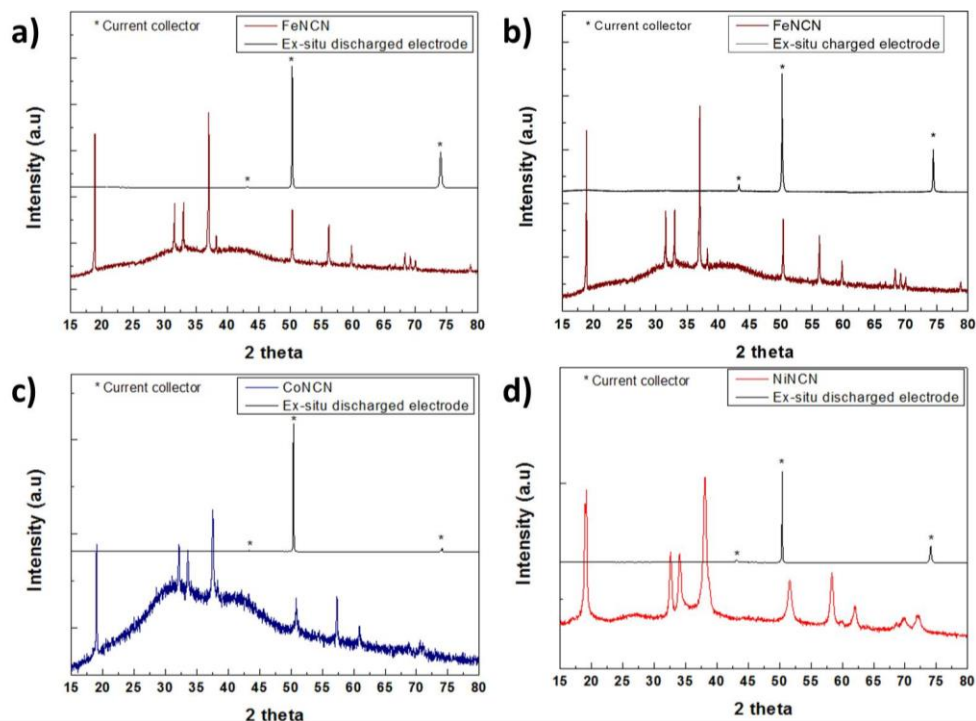 a)
* Current collector
FeNCN
Ex-situ discharged electrode
*
*
*
Intensity (a.u)
15 20 25 30 35 40 45 50 55 60 65 70 75 80
2 theta
b)
* Current collector
FeNCN
Ex-situ charged electrode
*
*
*
Intensity (a.u)
15 20 25 30 35 40 45 50 55 60 65 70 75 80
2 theta
c)
* Current collector
CoNCN
Ex-situ discharged electrode
*
*
*
Intensity (a.u)
15 20 25 30 35 40 45 50 55 60 65 70 75 80
2 theta
d)
* Current collector
NiNCN
Ex-situ discharged electrode
*
*
*
Intensity (a.u)
15 20 25 30 35 40 45 50 55 60 65 70 75 80
2 theta